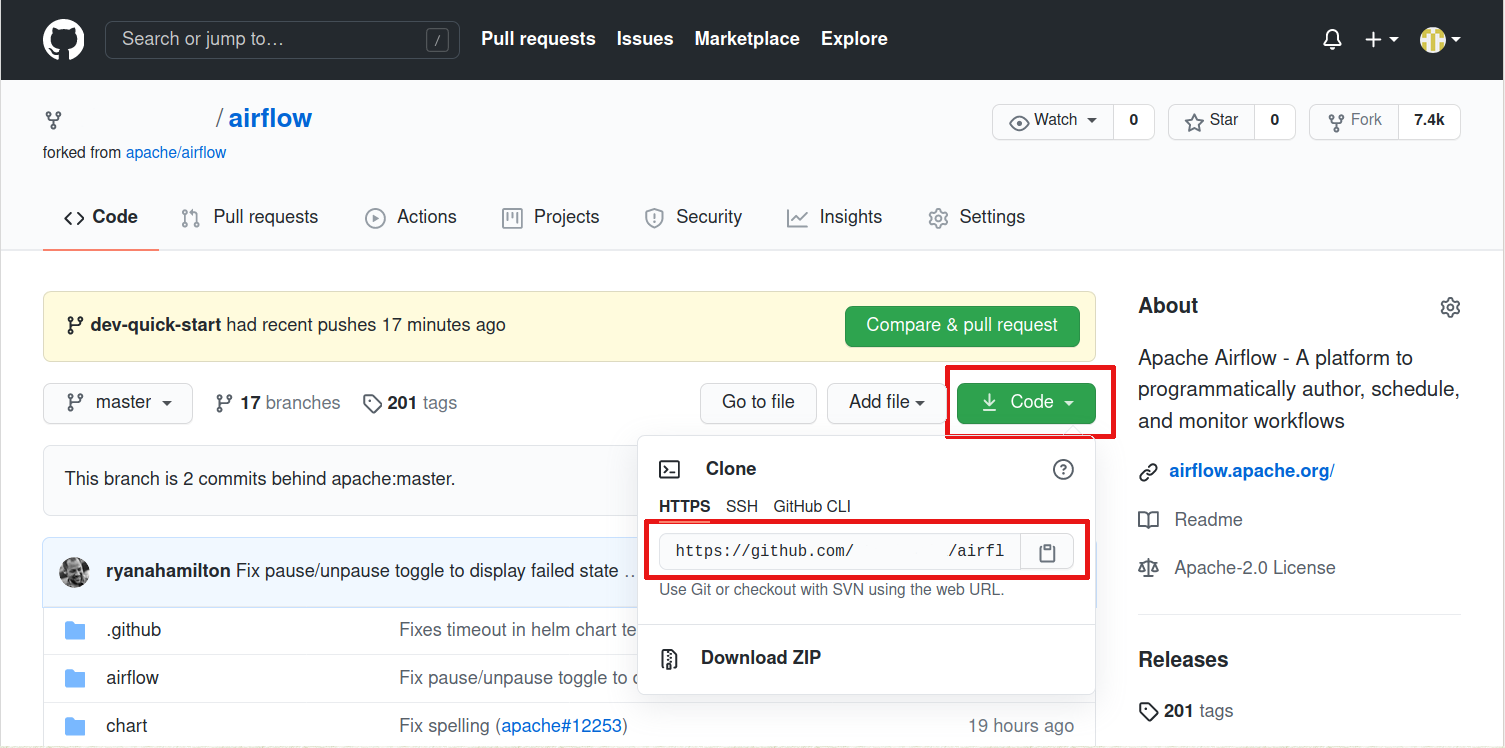 Search or jump to… /
Pull requests Issues Marketplace Explore
/ airflow
Watch 0 Star 0 Fork 7.4k
forked from apache/airflow
Code Pull requests Actions Projects Security Insights Settings
dev-quick-start had recent pushes 17 minutes ago
Compare & pull request
master 17 branches 201 tags
Go to file Add file Code
This branch is 2 commits behind apache:master.
Clone
HTTPS SSH GitHub CLI
https://github.com/ /airfl
Use Git or checkout with SVN using the web URL.
Download ZIP
ryanahamilton Fix pause/unpause toggle to display failed state …
.github Fixes timeout in helm chart te
airflow Fix pause/unpause toggle to
chart Fix spelling (apache#12253) 19 hours ago
About
Apache Airflow - A platform to
programmatically author, schedule,
and monitor workflows
airflow.apache.org/
Readme
Apache-2.0 License
Releases
201 tags